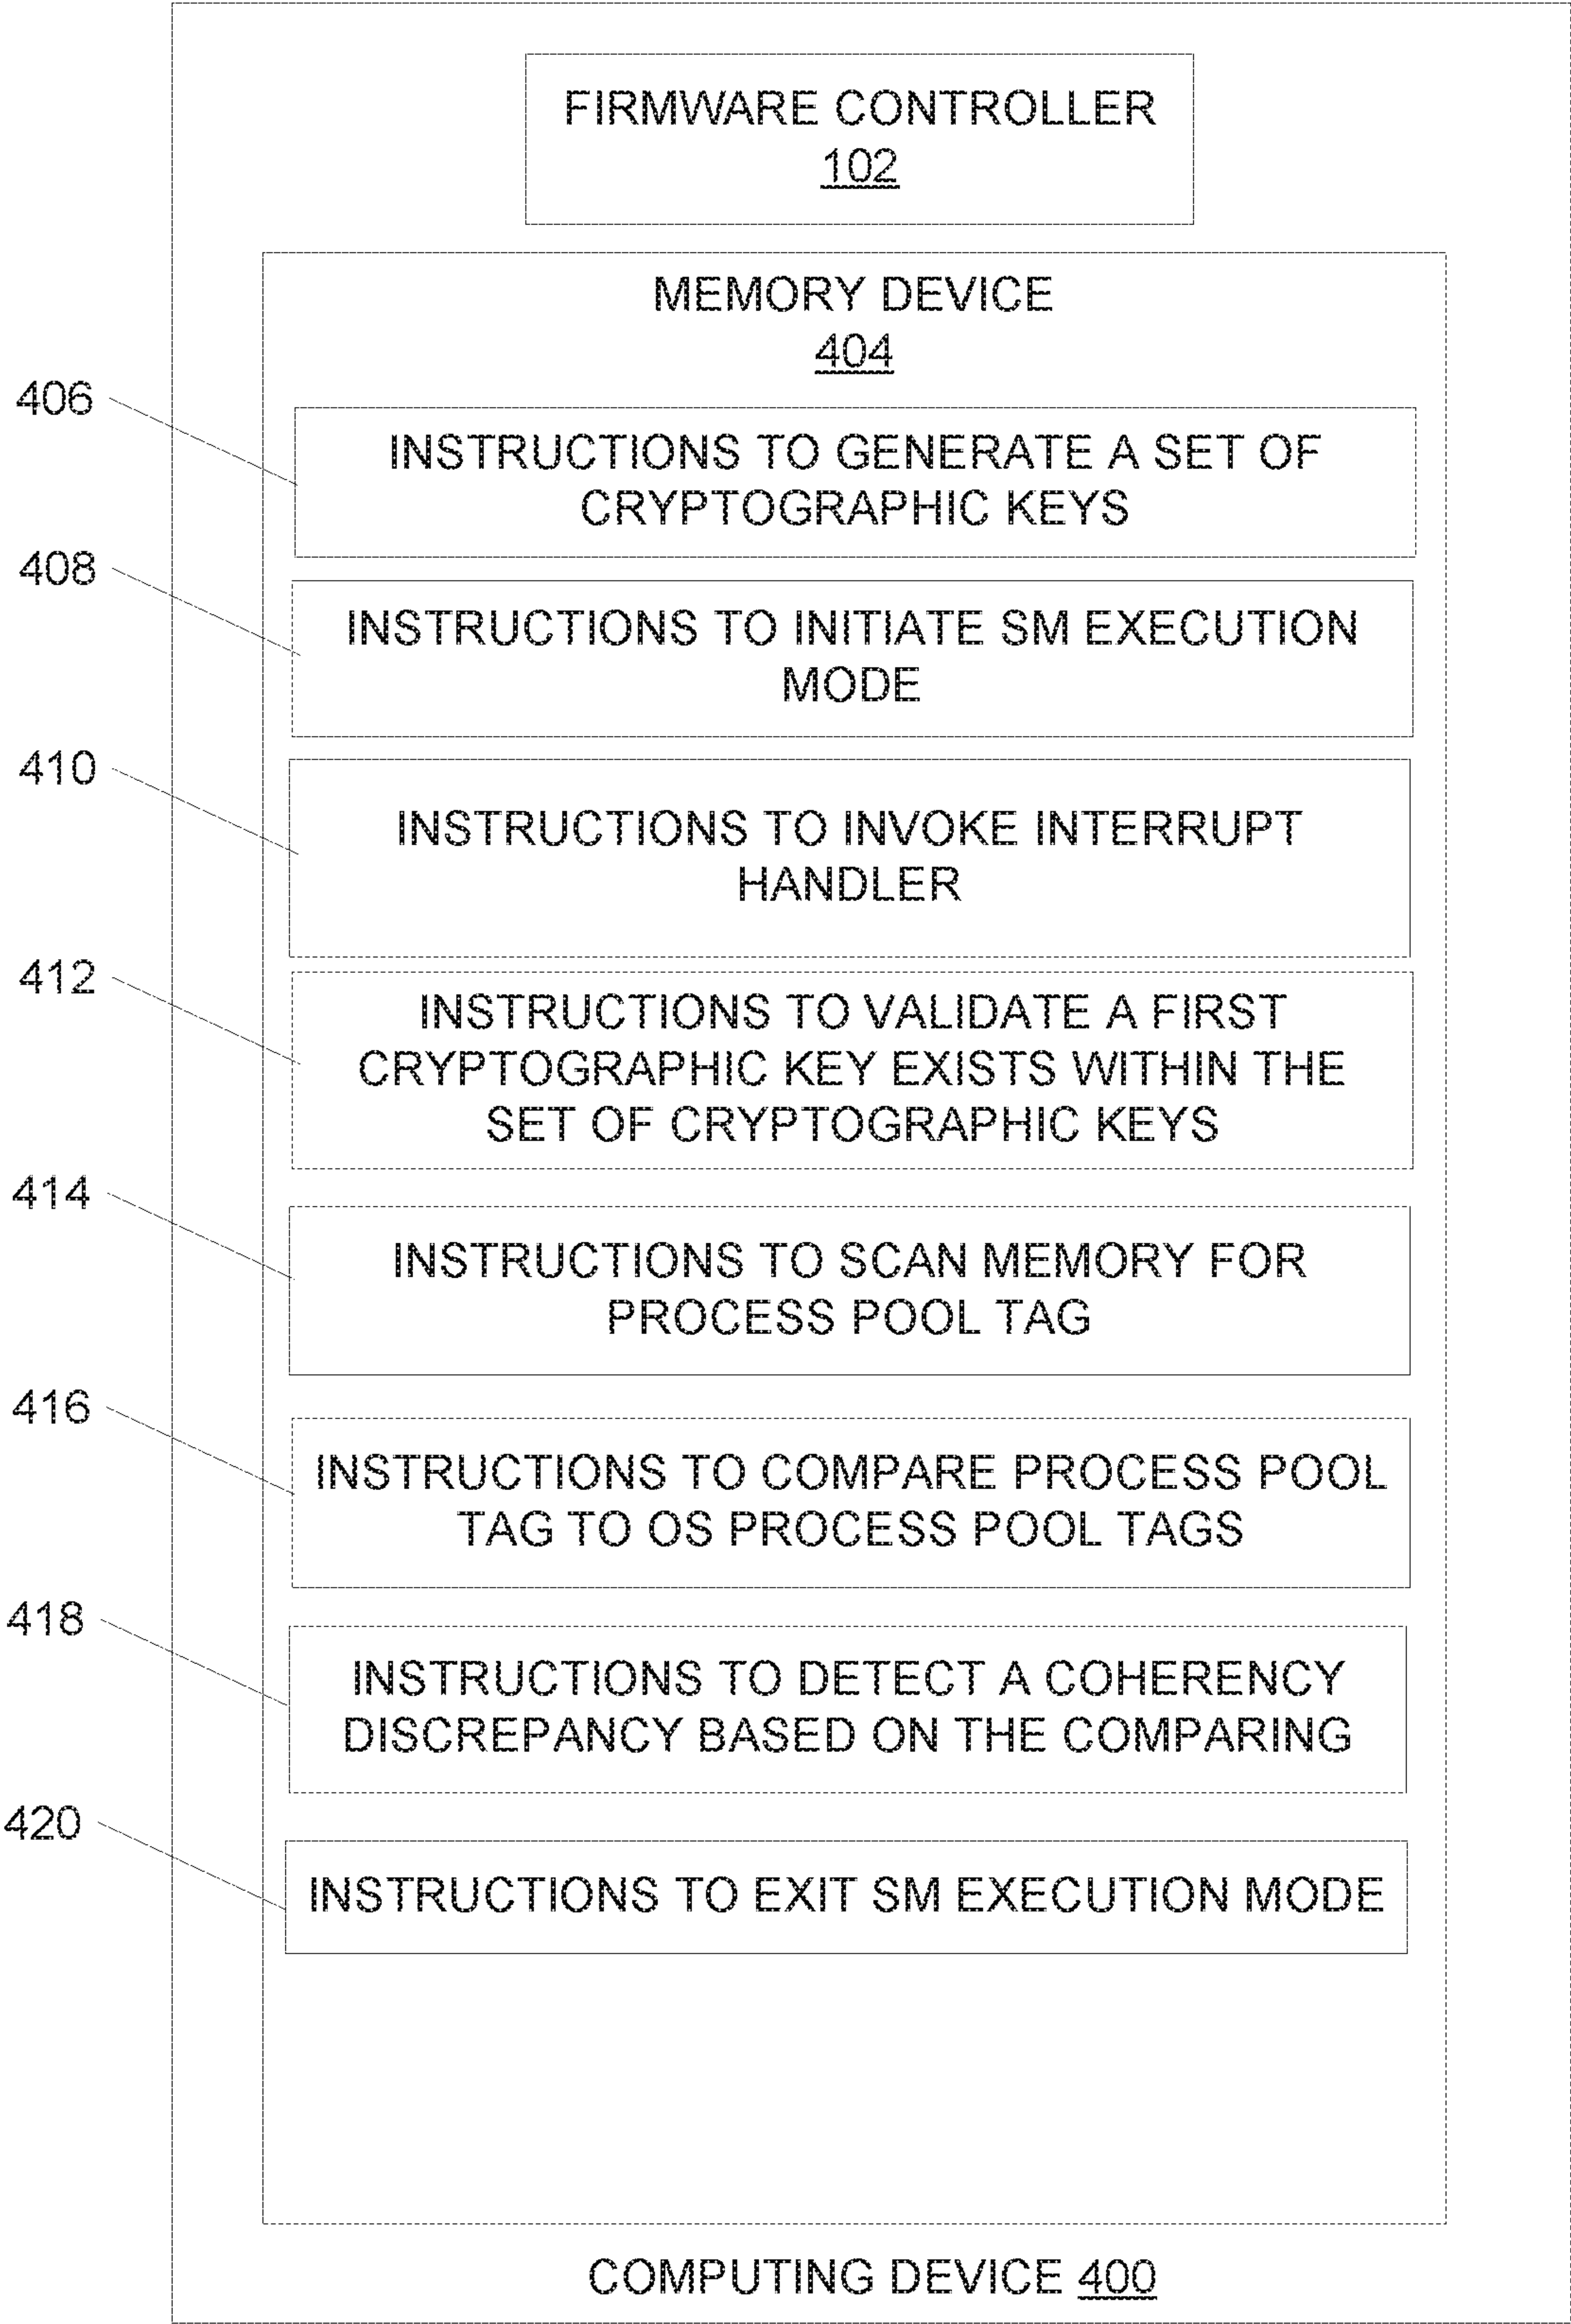 FIRMWARE CONTROLLER
102
MEMORY DEVICE
404
406
INSTRUCTIONS TO GENERATE A SET OF
CRYPTOGRAPHIC KEYS
408
INSTRUCTIONS TO INITIATE SM EXECUTION
MODE
410
INSTRUCTIONS TO INVOKE INTERRUPT
HANDLER
412
INSTRUCTIONS TO VALIDATE A FIRST
CRYPTOGRAPHIC KEY EXISTS WITHIN THE
SET OF CRYPTOGRAPHIC KEYS
414
INSTRUCTIONS TO SCAN MEMORY FOR
PROCESS POOL TAG
416
INSTRUCTIONS TO COMPARE PROCESS POOL
TAG TO OS PROCESS POOL TAGS
418
INSTRUCTIONS TO DETECT A COHERENCY
DISCREPANCY BASED ON THE COMPARING
420
INSTRUCTIONS TO EXIT SM EXECUTION MODE
COMPUTING DEVICE 400